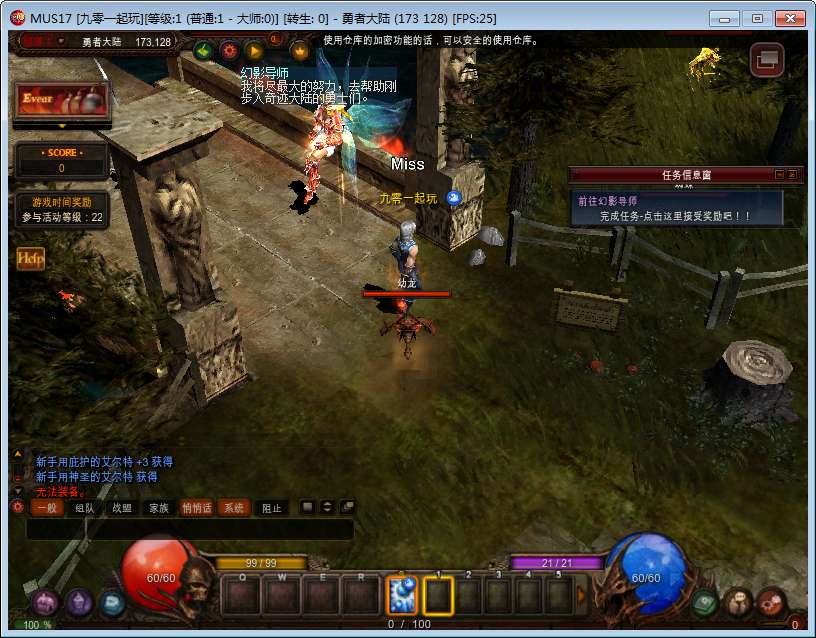 MUS17 [九零一起玩][等级:1 (普通:1 - 大师:0)] [转生: 0] - 勇者大陆 (173 128) [FPS:25]
勇者大陆 173,128
使用仓库的加密功能的话，可以安全的使用仓库。
幻影导师
我将尽最大的努力，去帮助刚
步入奇迹大陆的勇士们。
Event
• SCORE •
0
游戏时间奖励
参与活动等级 : 22
Help
Miss
九零一起玩
幼龙
任务信息窗
前往幻影导师
完成任务-点击这里接受奖励吧！！
新手用庇护的艾尔特 +3 获得
新手用神圣的艾尔特 获得
无法装备。
一般 组队 战盟 家族 悄悄话 系统 阻止
60/60
99 / 99
21 / 21
60/60
Q W E R 1 2 3 4 5
0 / 100
100 %
0